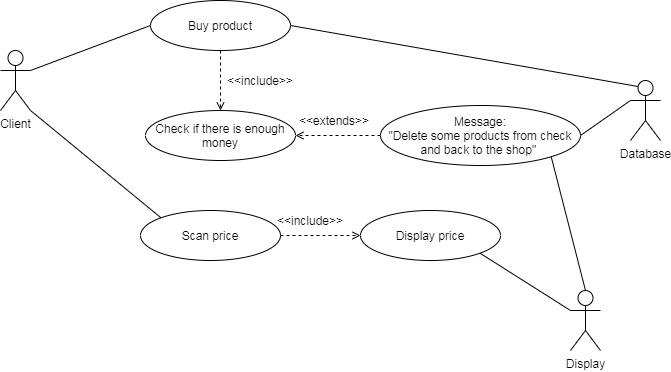 Buy product
<<include>>
Client
Check if there is enough
money
<<extends>>
Message:
"Delete some products from check
and back to the shop"
Database
Scan price
<<include>>
Display price
Display